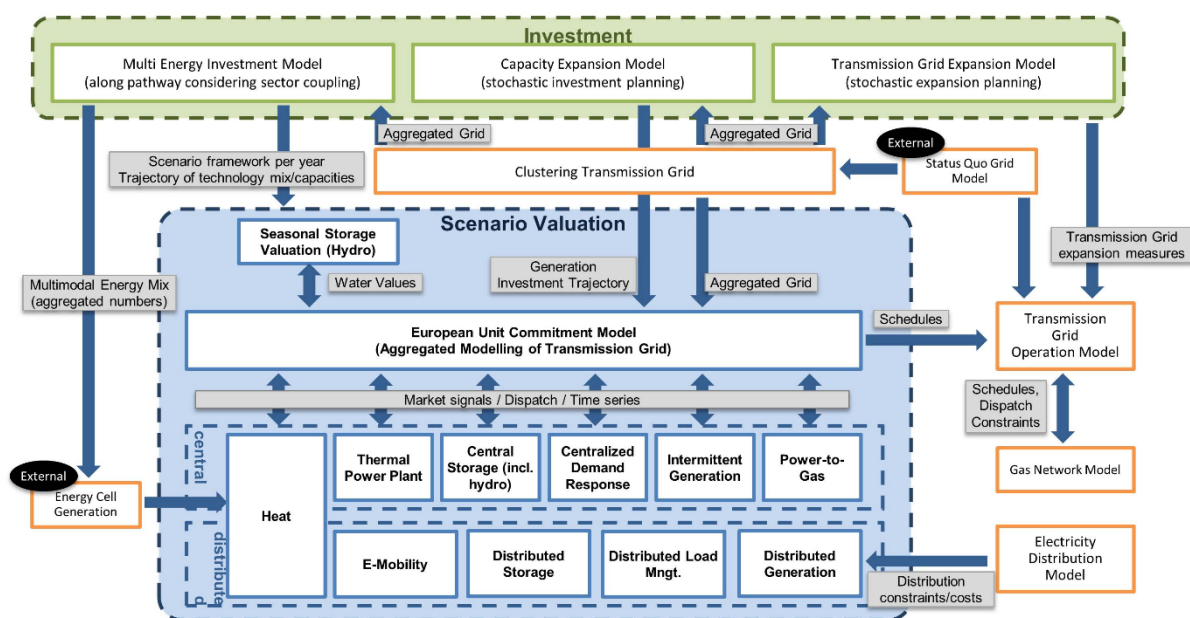 Investment
Multi Energy Investment Model
(along pathway considering sector coupling)
Capacity Expansion Model
(stochastic investment planning)
Transmission Grid Expansion Model
(stochastic expansion planning)
Aggregated Grid
Aggregated Grid
External
Scenario framework per year
Trajectory of technology mix/capacities
Clustering Transmission Grid
Status Quo Grid
Model
Scenario Valuation
Seasonal Storage
Valuation (Hydro)
Transmission Grid
expansion measures
Multimodal Energy Mix
(aggregated numbers)
Water Values
Generation
Investment Trajectory
Aggregated Grid
European Unit Commitment Model
(Aggregated Modelling of Transmission Grid)
Schedules
Transmission
Grid
Operation Model
Market signals / Dispatch / Time series
Schedules,
Dispatch
Constraints
central
Heat
Thermal
Power Plant
Central
Storage (incl.
hydro)
Centralized
Demand
Response
Intermittent
Generation
Power-to-
Gas
Gas Network Model
External
Energy Cell
Generation
distribute
d
E-Mobility
Distributed
Storage
Distributed Load
Mngt.
Distributed
Generation
Electricity
Distribution
Model
Distribution
constraints/costs